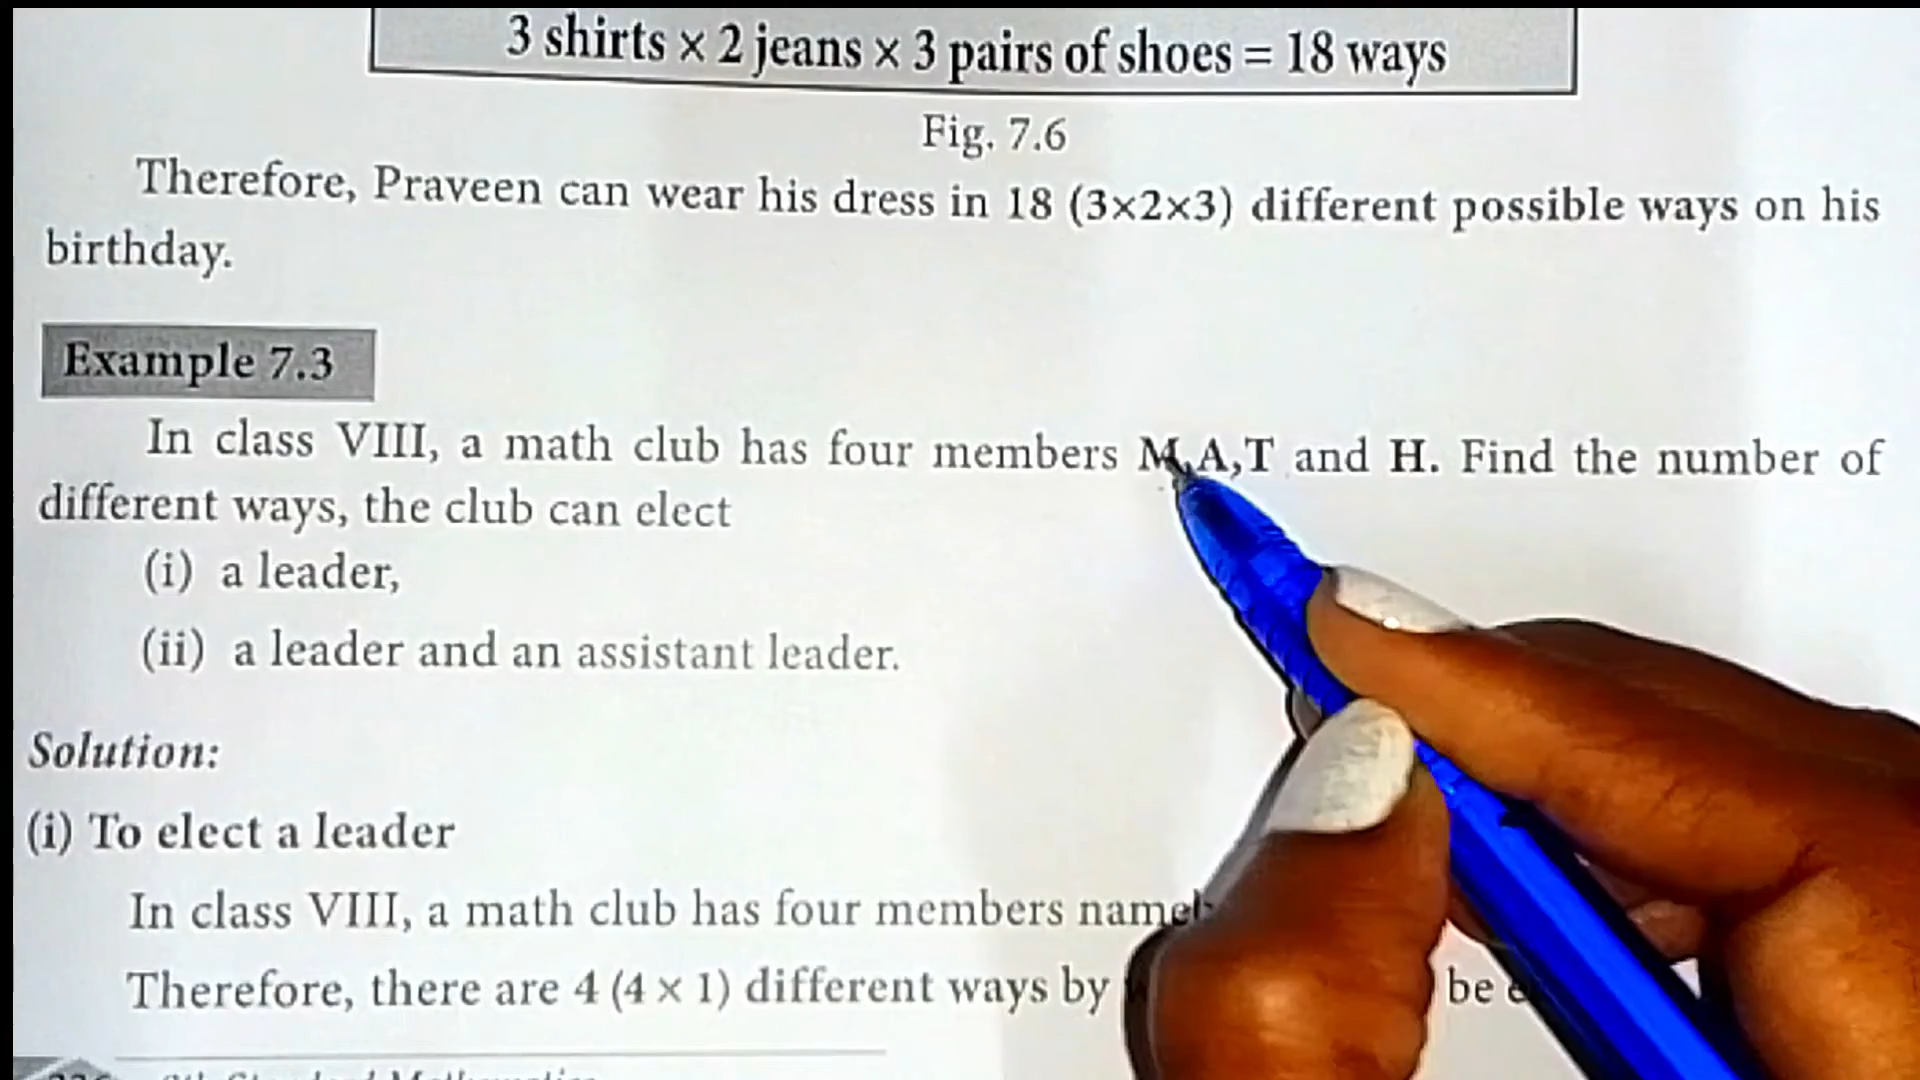 3 shirts × 2 jeans × 3 pairs of shoes = 18 ways
Fig. 7.6
Therefore, Praveen can wear his dress in 18 (3×2×3) different possible ways on his
birthday.
Example 7.3
In class VIII, a math club has four members M,A,T and H. Find the number of
different ways, the club can elect
(i) a leader,
(ii) a leader and an assistant leader.
Solution:
(i) To elect a leader
In class VIII, a math club has four members
Therefore, there are 4 (4 × 1) different ways by be